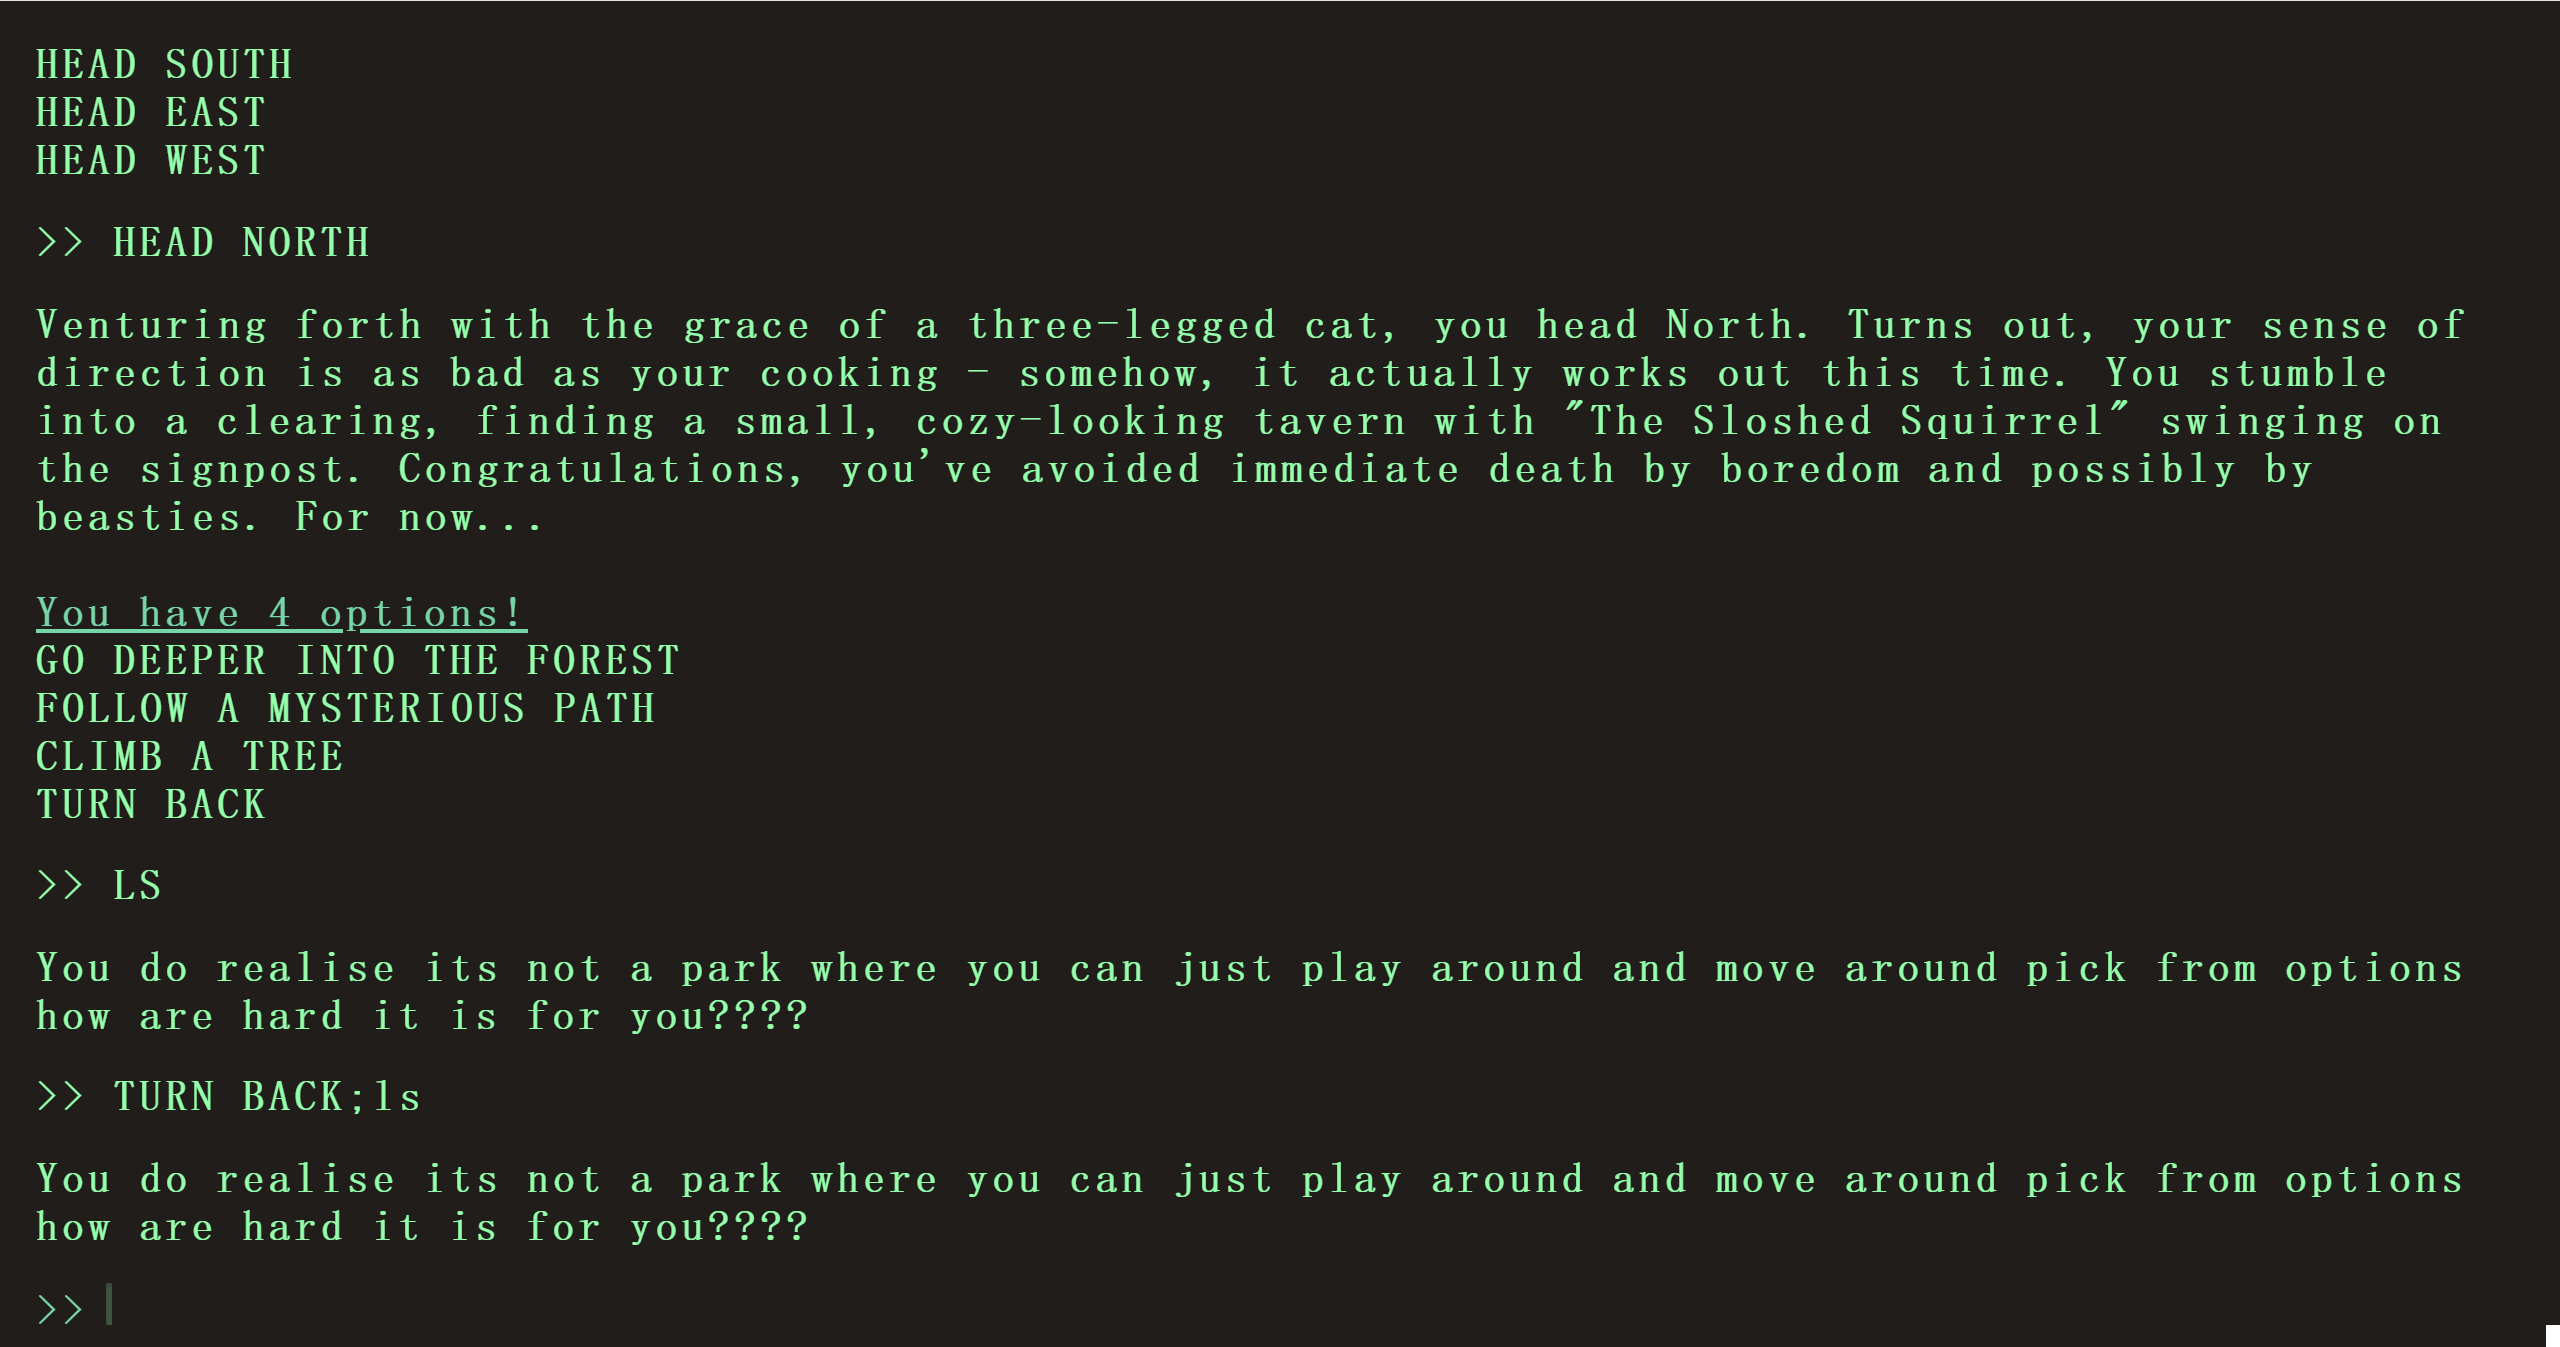 HEAD SOUTH
HEAD EAST
HEAD WEST
>> HEAD NORTH
Venturing forth with the grace of a three-legged cat, you head North. Turns out, your sense of
direction is as bad as your cooking - somehow, it actually works out this time. You stumble
into a clearing, finding a small, cozy-looking tavern with "The Sloshed Squirrel" swinging on
the signpost. Congratulations, you've avoided immediate death by boredom and possibly by
beasties. For now...
You have 4 options!
GO DEEPER INTO THE FOREST
FOLLOW A MYSTERIOUS PATH
CLIMB A TREE
TURN BACK
>> LS
You do realise its not a park where you can just play around and move around pick from options
how are hard it is for you????
>> TURN BACK;ls
You do realise its not a park where you can just play around and move around pick from options
how are hard it is for you????
>>